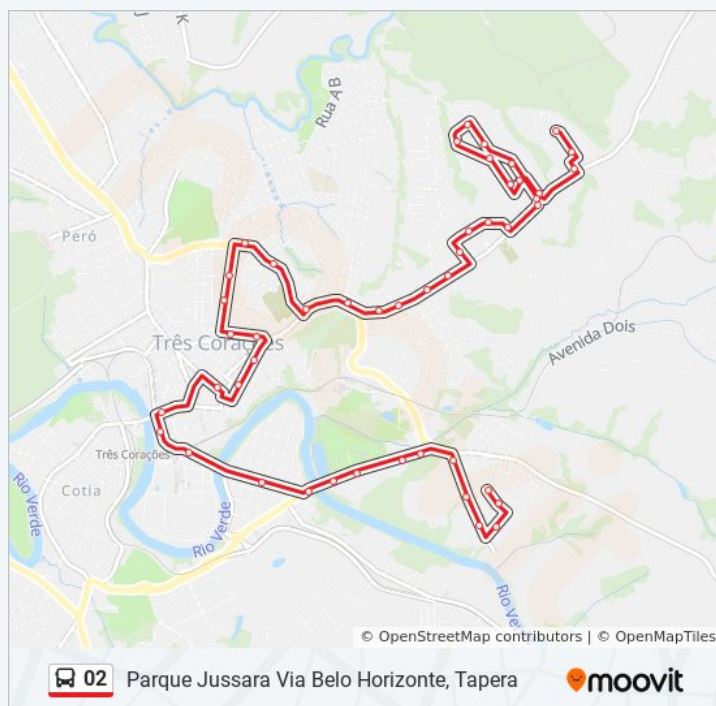 Rua AB
Peró
Três Corações
Avenida Dois
Três Corações
Cotia
Rio Verde
Rio Verde
Rio V
© OpenStreetMap contributors | © OpenMapTiles
02 Parque Jussara Via Belo Horizonte, Tapera moovit